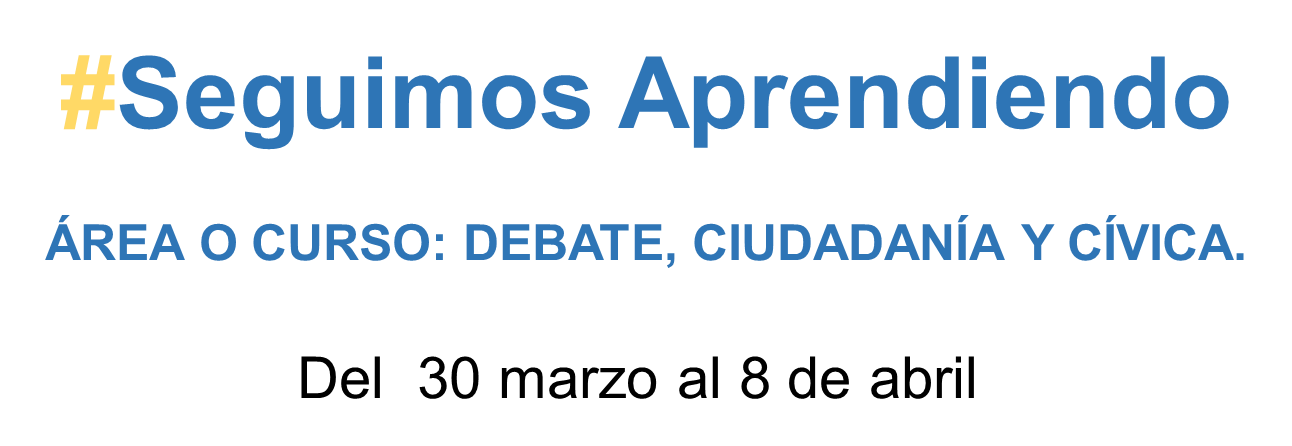 #Seguimos Aprendiendo
ÁREA O CURSO: DEBATE, CIUDADANÍA Y CÍVICA.
Del  30 marzo al 8 de abril